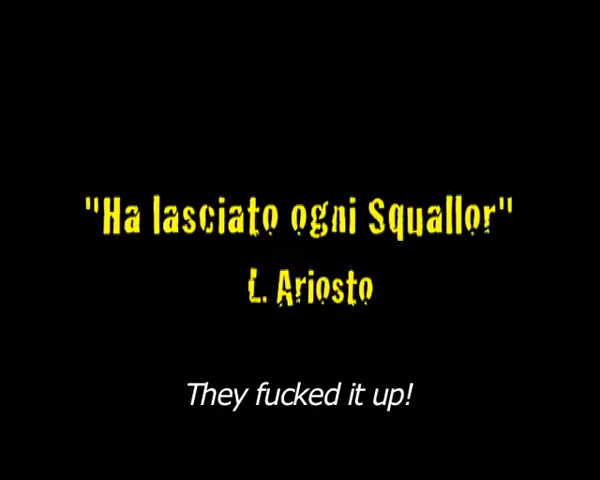 "Ha lasciato ogni Squallor"
L. Ariosto
They fucked it up!